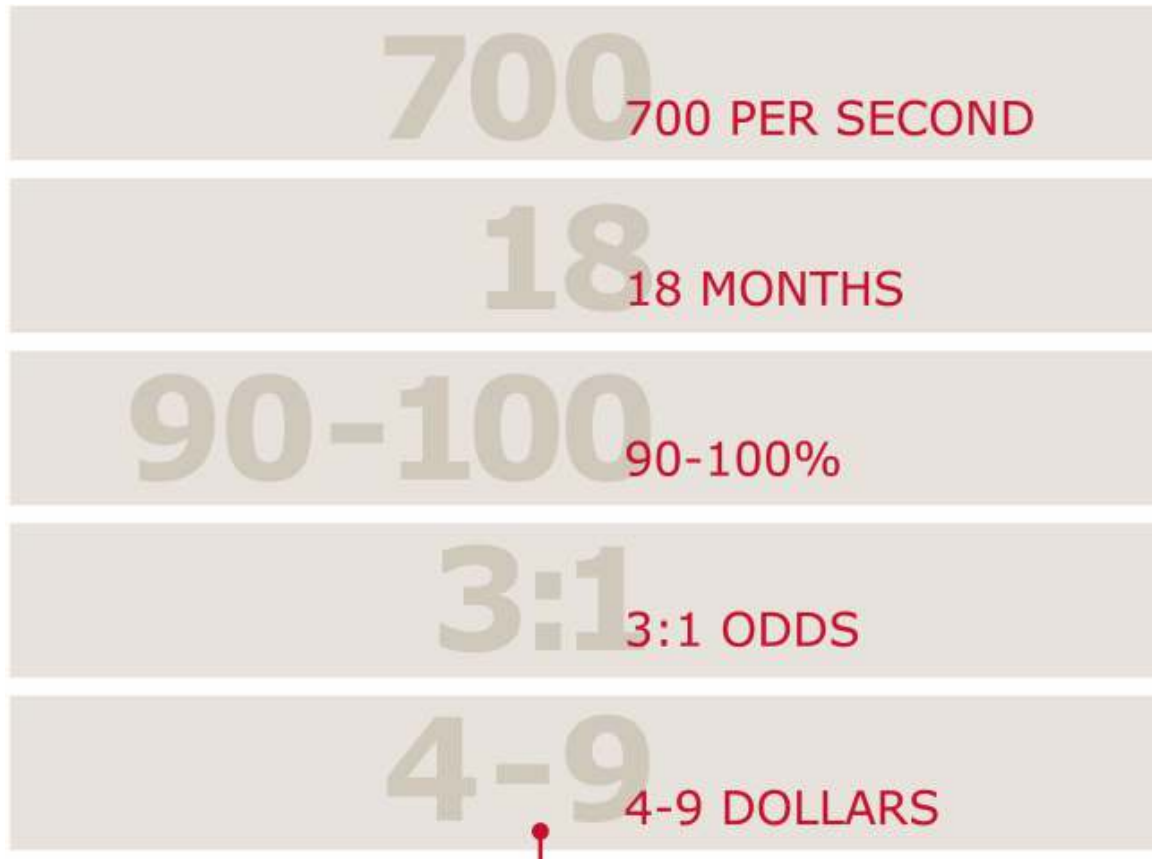 700
700 PER SECOND
18
18 MONTHS
90-100
90-100%
3:1
3:1 ODDS
4-9
4-9 DOLLARS